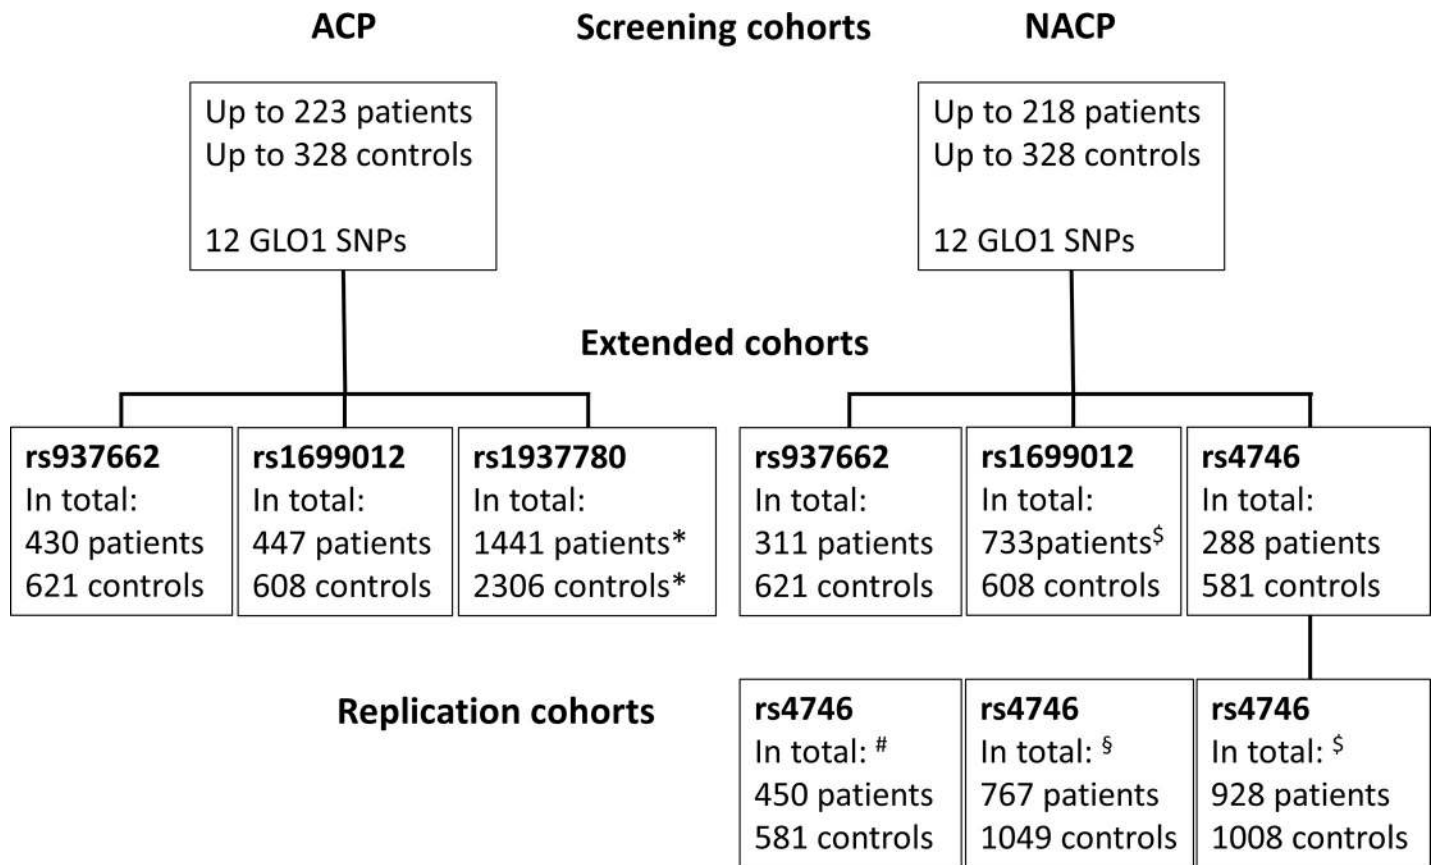 ACP
Screening cohorts
NACP
Up to 223 patients
Up to 328 controls
12 GLO1 SNPs
Up to 218 patients
Up to 328 controls
12 GLO1 SNPs
Extended cohorts
rs937662
In total:
430 patients
621 controls
rs1699012
In total:
447 patients
608 controls
rs1937780
In total:
1441 patients*
2306 controls*
rs937662
In total:
311 patients
621 controls
rs1699012
In total:
733patients$
608 controls
rs4746
In total:
288 patients
581 controls
Replication cohorts
rs4746
In total: #
450 patients
581 controls
rs4746
In total: §
767 patients
1049 controls
rs4746
In total: $
928 patients
1008 controls